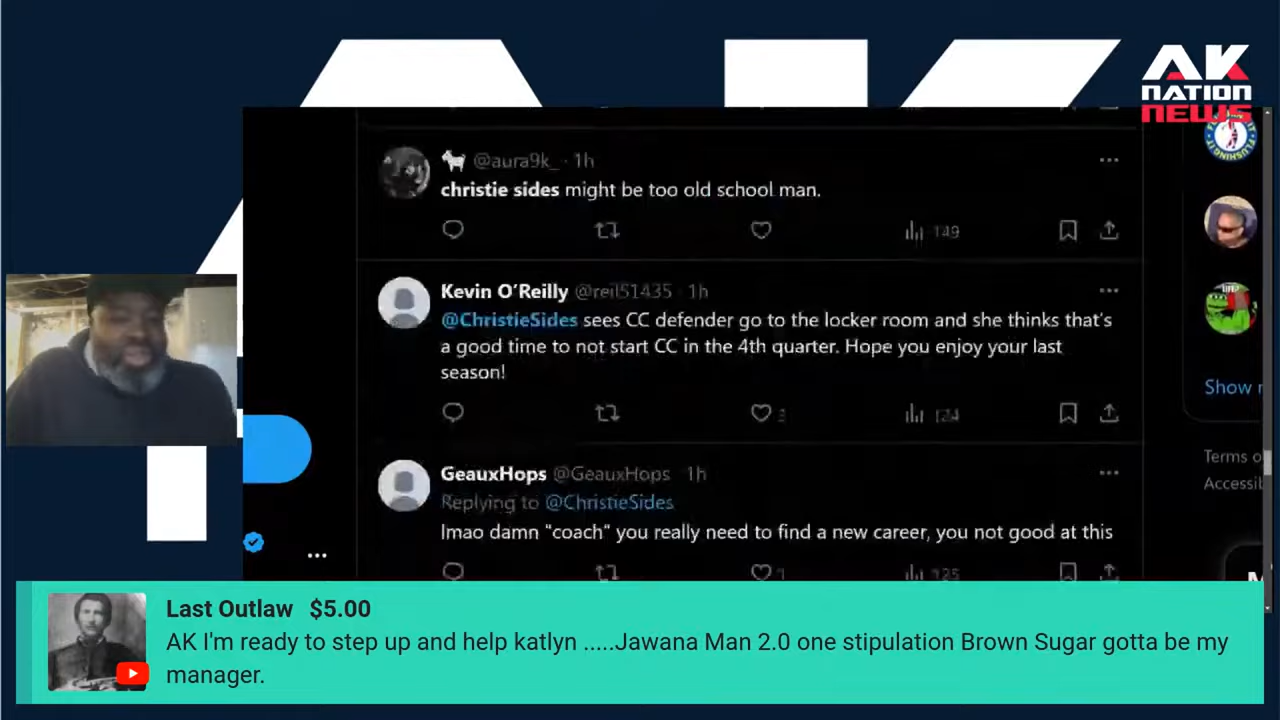 AK
NATION
NEWS
@aura9k_ · 1h
christie sides might be too old school man.
149
Kevin O'Reilly @reil51435 · 1h
@ChristieSides sees CC defender go to the locker room and she thinks that's
a good time to not start CC in the 4th quarter. Hope you enjoy your last
season!
3
124
Show
GeauxHops @GeauxHops · 1h
Replying to @ChristieSides
lmao damn "coach" you really need to find a new career, you not good at this
1
125
Terms
Last Outlaw $5.00
AK I'm ready to step up and help katlyn .....Jawana Man 2.0 one stipulation Brown Sugar gotta be my
manager.